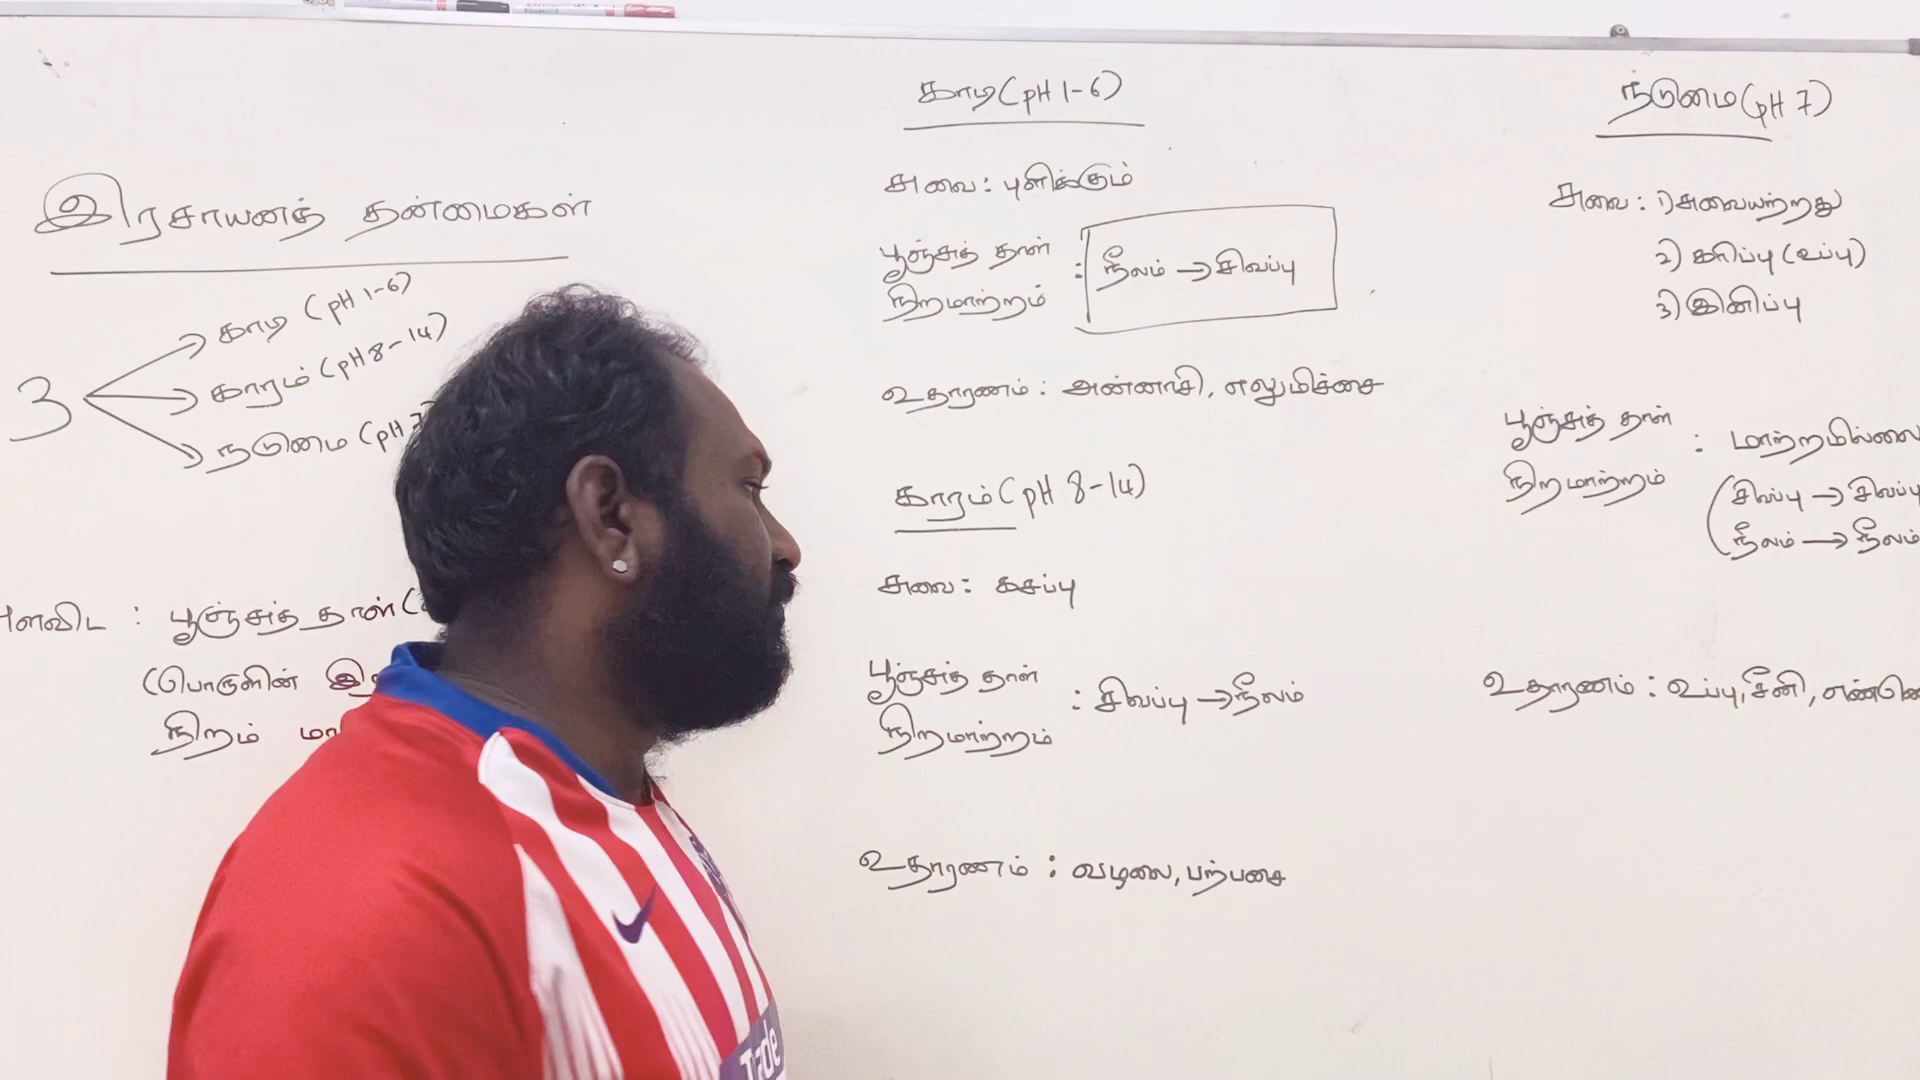 இரசாயனத் தன்மைகள்
3
காடி (pH 1-6)
காரம் (pH 8-14)
நடுமை (pH 7
பூஞ்சுத் தாள்
(பொருளின்
நிறம்
காடி (pH 1-6)
சுவை : புளிக்கும்
பூஞ்சுத் தாள்
நிறமாற்றம் : நீலம் → சிவப்பு
உதாரணம் : அன்னாசி, எலுமிச்சை
காரம் (pH 8-14)
சுவை : கசப்பு
பூஞ்சுத் தாள்
நிறமாற்றம் : சிவப்பு → நீலம்
உதாரணம் : வழலை, பற்பசை
நடுமை (pH 7)
சுவை : 1) சுவையற்றது
2) கரிப்பு (உப்பு)
3) இனிப்பு
பூஞ்சுத் தாள்
நிறமாற்றம் : மாற்றமில்லை
(சிவப்பு → சிவப்பு
நீலம் → நீலம்
உதாரணம் : உப்பு, சீனி,
Trade